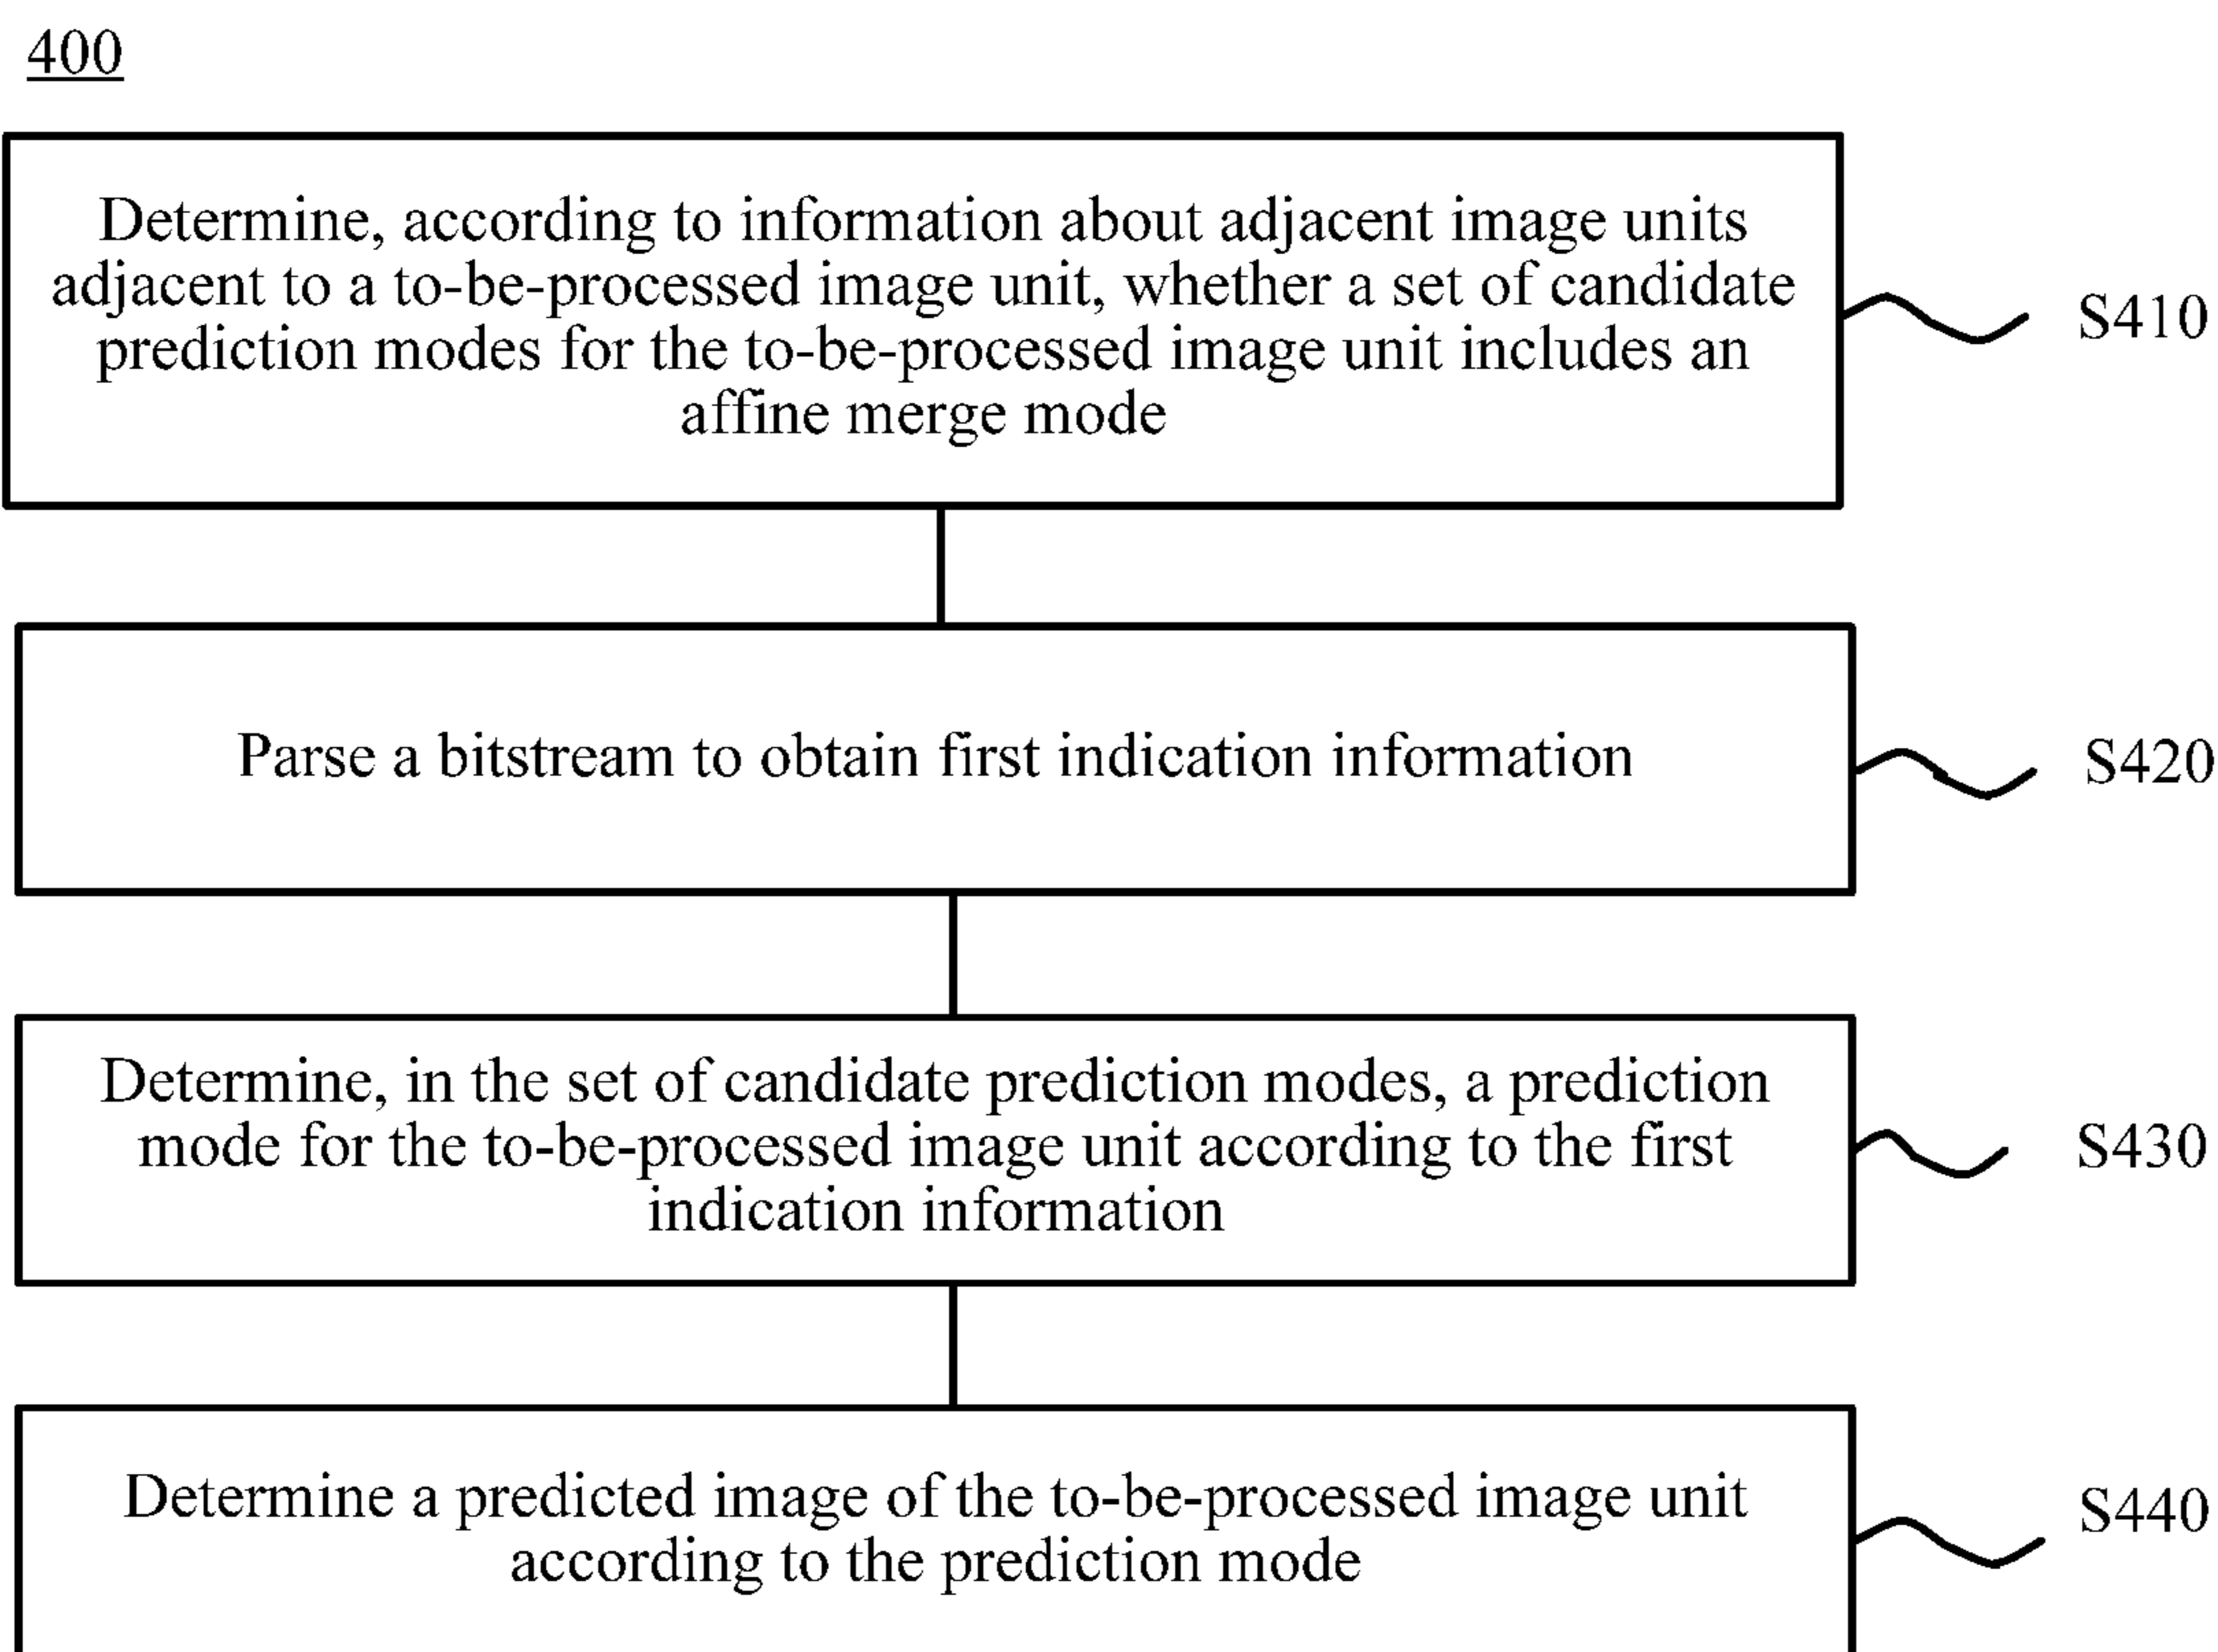 400
Determine, according to information about adjacent image units
adjacent to a to-be-processed image unit, whether a set of candidate
prediction modes for the to-be-processed image unit includes an
affine merge mode
S410
Parse a bitstream to obtain first indication information
S420
Determine, in the set of candidate prediction modes, a prediction
mode for the to-be-processed image unit according to the first
indication information
S430
Determine a predicted image of the to-be-processed image unit
according to the prediction mode
S440